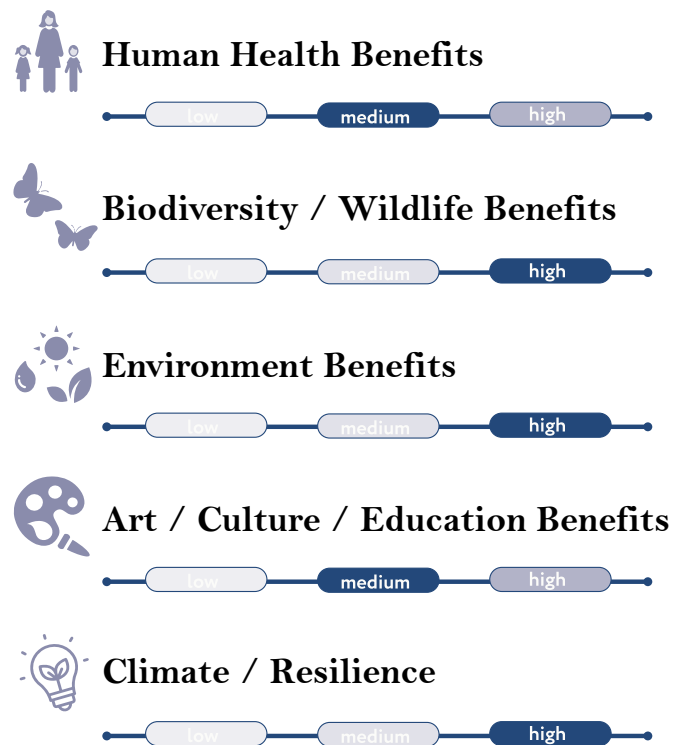 Human Health Benefits
low medium high
Biodiversity / Wildlife Benefits
low medium high
Environment Benefits
low medium high
Art / Culture / Education Benefits
low medium high
Climate / Resilience
low medium high